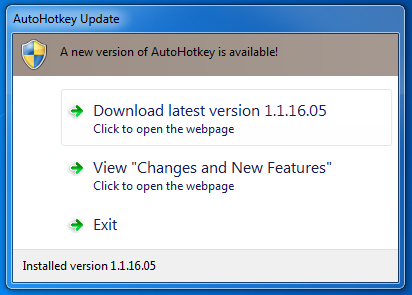 AutoHotkey Update
A new version of AutoHotkey is available!
Download latest version 1.1.16.05
Click to open the webpage
View "Changes and New Features"
Click to open the webpage
Exit
Installed version 1.1.16.05